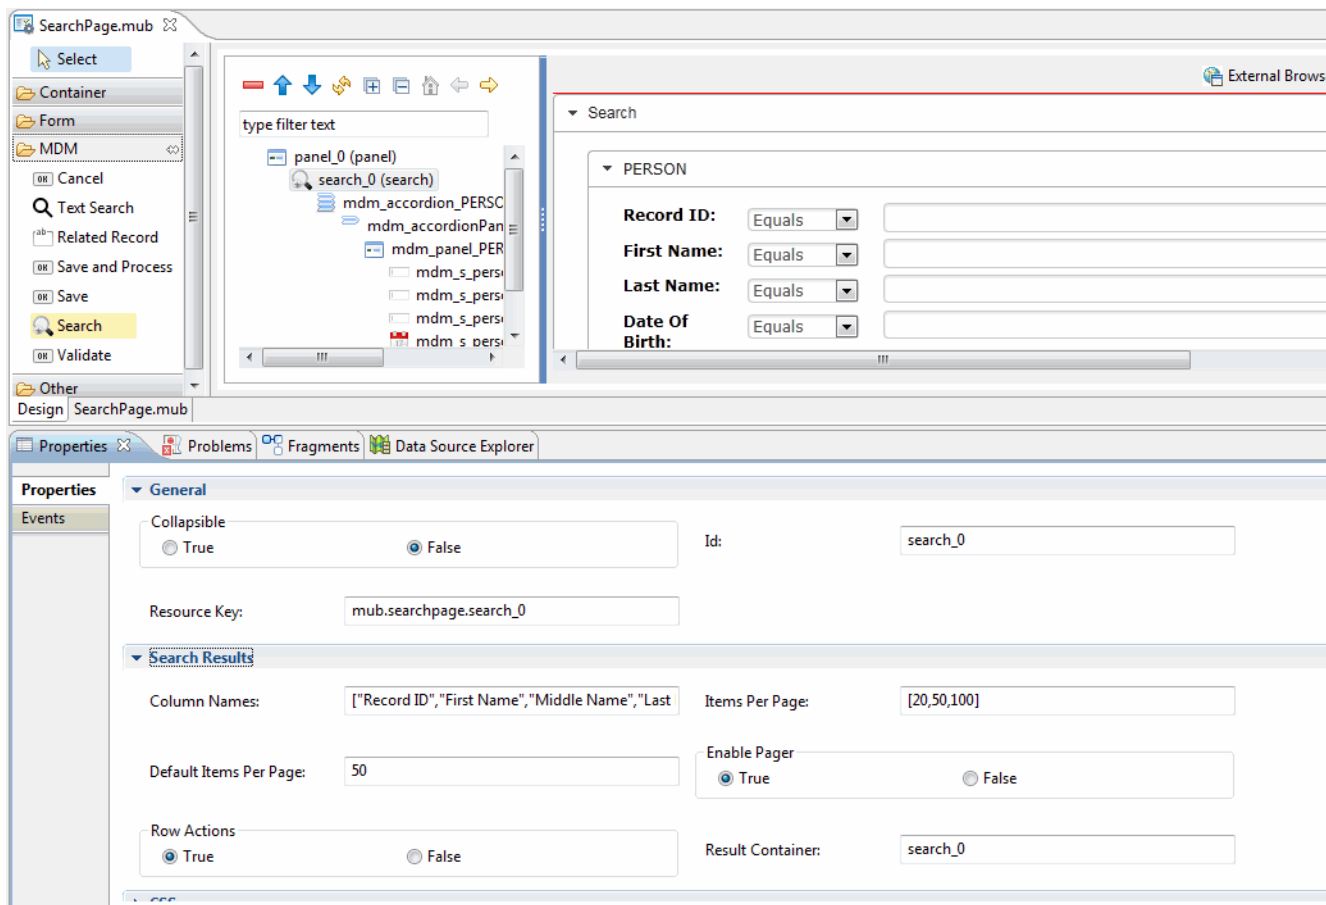 SearchPage.mub
Select
Container
Form
MDM
Cancel
Text Search
Related Record
Save and Process
Save
Search
Validate
Other
type filter text
panel_0 (panel)
search_0 (search)
mdm_accordion_PERSO
mdm_accordionPan
mdm_panel_PER
mdm_s_pers
mdm_s_pers
mdm_s_pers
mdm_s_pers
External Brows
Search
PERSON
Record ID: Equals
First Name: Equals
Last Name: Equals
Date Of Birth: Equals
Design SearchPage.mub
Properties Problems Fragments Data Source Explorer
Properties
Events
General
Collapsible
True False
Id: search_0
Resource Key: mub.searchpage.search_0
Search Results
Column Names: ["Record ID","First Name","Middle Name","Last
Items Per Page: [20,50,100]
Default Items Per Page: 50
Enable Pager
True False
Row Actions
True False
Result Container: search_0
CSS